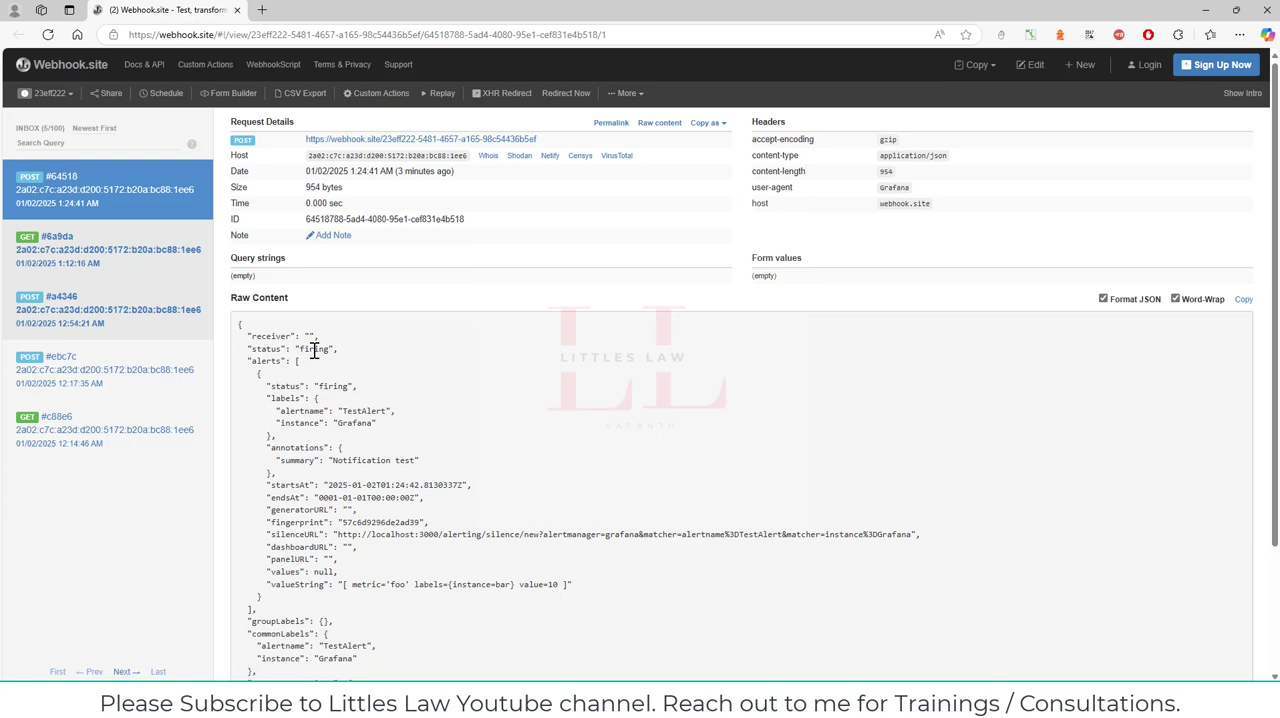 (2) Webhook.site - Test, transform
https://webhook.site/#!/view/23eff222-5481-4657-a165-98c54436b5ef/64518788-5ad4-4080-95e1-cef831e4b518/1
Webhook.site
Docs & API
Custom Actions
WebhookScript
Terms & Privacy
Support
Copy
Edit
New
Login
Sign Up Now
23eff222
Share
Schedule
Form Builder
CSV Export
Custom Actions
Replay
XHR Redirect
Redirect Now
More
Show Intro
INBOX (5/100) Newest First
Search Query
POST #64518
2a02:c7c:a23d:d200:5172:b20a:bc88:1ee6
01/02/2025 1:24:41 AM
GET #6a9da
2a02:c7c:a23d:d200:5172:b20a:bc88:1ee6
01/02/2025 1:12:16 AM
POST #a4346
2a02:c7c:a23d:d200:5172:b20a:bc88:1ee6
01/02/2025 12:54:21 AM
POST #ebc7c
2a02:c7c:a23d:d200:5172:b20a:bc88:1ee6
01/02/2025 12:17:35 AM
GET #c88e6
2a02:c7c:a23d:d200:5172:b20a:bc88:1ee6
01/02/2025 12:14:46 AM
First ← Prev Next → Last
Request Details
Permalink Raw content Copy as
POST https://webhook.site/23eff222-5481-4657-a165-98c54436b5ef
Host 2a02:c7c:a23d:d200:5172:b20a:bc88:1ee6 Whois Shodan Netify Censys VirusTotal
Date 01/02/2025 1:24:41 AM (3 minutes ago)
Size 954 bytes
Time 0.000 sec
ID 64518788-5ad4-4080-95e1-cef831e4b518
Note Add Note
Query strings
(empty)
Headers
accept-encoding gzip
content-type application/json
content-length 954
user-agent Grafana
host webhook.site
Form values
(empty)
Raw Content
Format JSON Word-Wrap Copy
{
"receiver": "",
"status": "firing",
"alerts": [
{
"status": "firing",
"labels": {
"alertname": "TestAlert",
"instance": "Grafana"
},
"annotations": {
"summary": "Notification test"
},
"startsAt": "2025-01-02T01:24:42.8130337Z",
"endsAt": "0001-01-01T00:00:00Z",
"generatorURL": "",
"fingerprint": "57c6d9296de2ad39",
"silenceURL": "http://localhost:3000/alerting/silence/new?alertmanager=grafana&matcher=alertname%3DTestAlert&matcher=instance%3DGrafana",
"dashboardURL": "",
"panelURL": "",
"values": null,
"valueString": "[ metric='foo' labels={instance=bar} value=10 ]"
}
],
"groupLabels": {},
"commonLabels": {
"alertname": "TestAlert",
"instance": "Grafana"
},
LL
LITTLES LAW
VASANTH
Please Subscribe to Littles Law Youtube channel. Reach out to me for Trainings / Consultations.